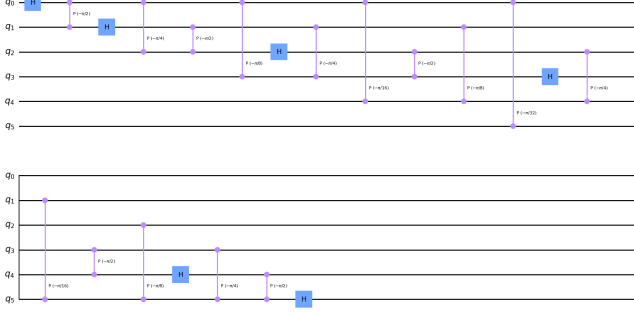 q0 H
P (−π/2)
q1 H
P (−π/4) P (−π/2)
q2 H
P (−π/8) P (−π/4) P (−π/2)
q3 H
P (−π/16) P (−π/8) P (−π/4)
q4
P (−π/32)
q5
q0
q1
q2
q3
P (−π/2)
q4 H
P (−π/16) P (−π/8) P (−π/4) P (−π/2)
q5 H